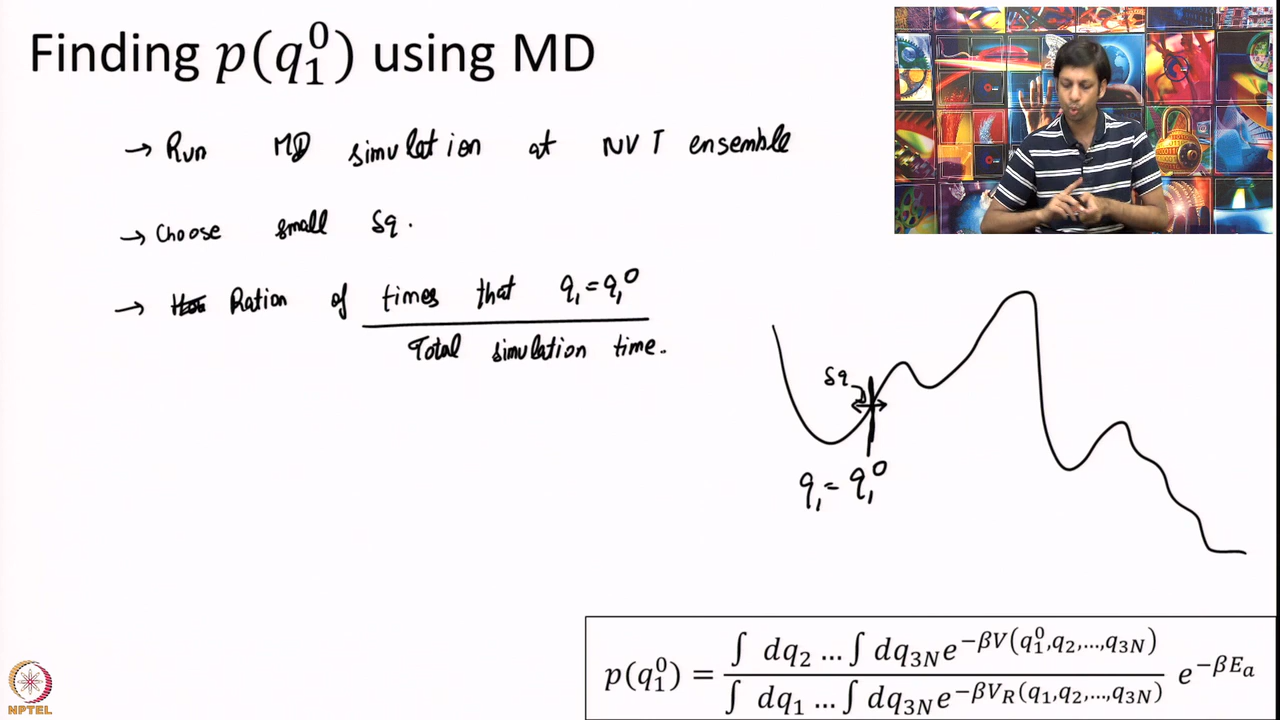 Finding p(q₁⁰) using MD
→ Run MD simulation at NVT ensemble
→ Choose small δq.
→ Ration of times that q₁=q₁⁰
Total simulation time.
δq
q₁= q₁⁰
p(q₁⁰) = ∫ dq₂ … ∫ dq₃N e^{−βV(q₁⁰,q₂,…,q₃N)} / ∫ dq₁ … ∫ dq₃N e^{−βV_R(q₁,q₂,…,q₃N)} e^{−βE_a}
NPTEL